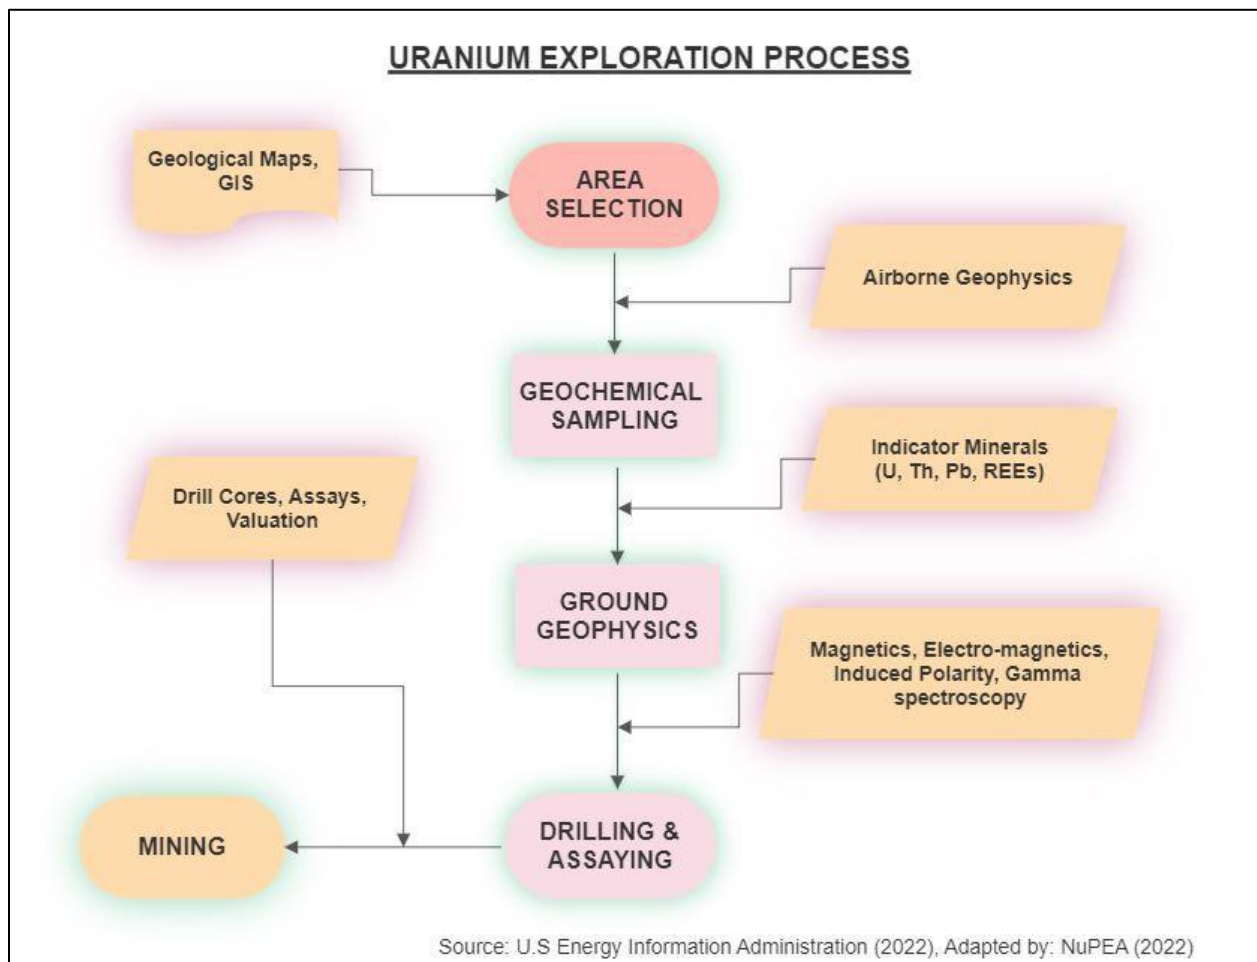 URANIUM EXPLORATION PROCESS
Geological Maps,
GIS
AREA
SELECTION
Airborne Geophysics
GEOCHEMICAL
SAMPLING
Indicator Minerals
(U, Th, Pb, REEs)
Drill Cores, Assays,
Valuation
GROUND
GEOPHYSICS
Magnetics, Electro-magnetics,
Induced Polarity, Gamma
spectroscopy
MINING
DRILLING &
ASSAYING
Source: U.S Energy Information Administration (2022), Adapted by: NuPEA (2022)